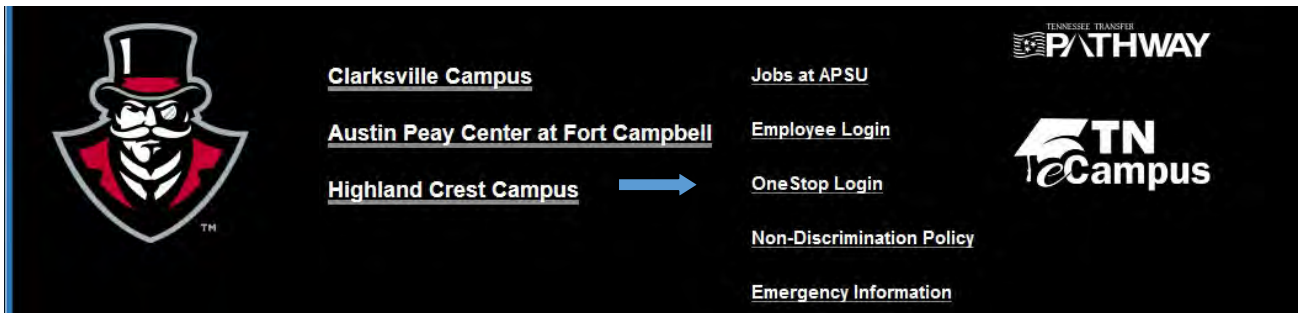 TM
Clarksville Campus
Austin Peay Center at Fort Campbell
Highland Crest Campus
Jobs at APSU
Employee Login
OneStop Login
Non-Discrimination Policy
Emergency Information
TENNESSEE TRANSFER
PATHWAY
TN
eCampus